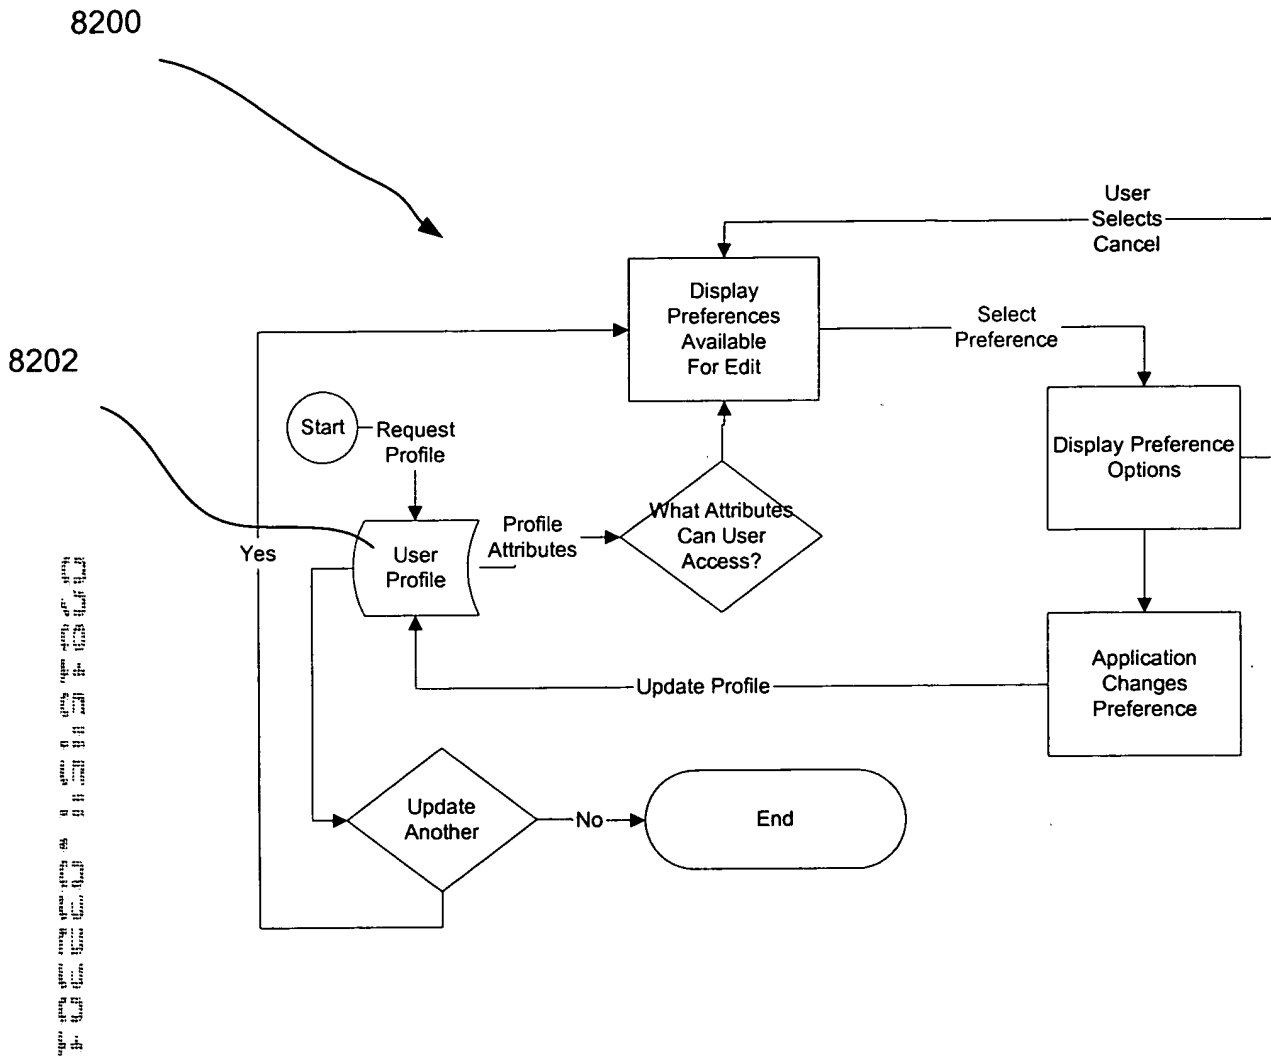 8200
User
Selects
Cancel
Display
Preferences
Available
For Edit
Select
Preference
8202
Start
Request
Profile
Display Preference
Options
What Attributes
Can User
Access?
Profile
Attributes
Yes
User
Profile
Application
Changes
Preference
Update Profile
Update
Another
No
End